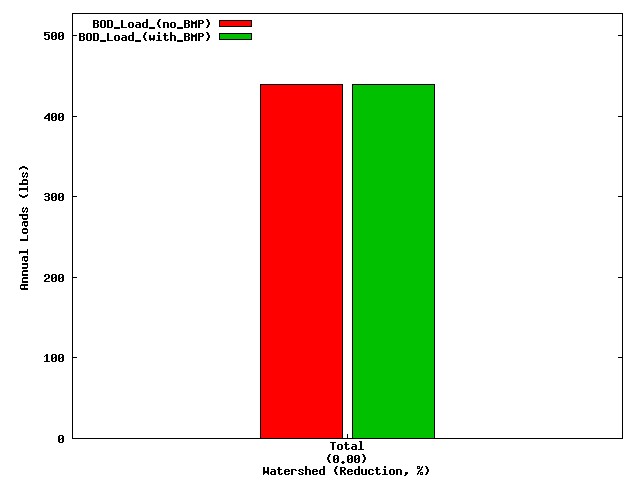 BOD_Load_(no_BMP)
BOD_Load_(with_BMP)
500
400
300
200
100
0
Annual Loads (lbs)
Total
(0.00)
Watershed (Reduction, %)